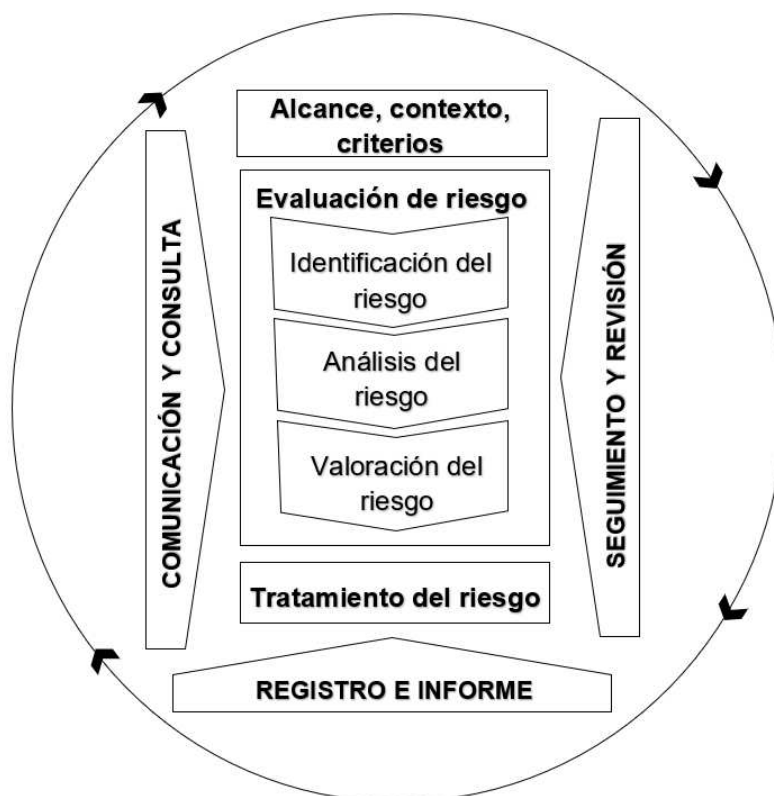 Alcance, contexto,
criterios
Evaluación de riesgo
Identificación del
riesgo
Análisis del
riesgo
Valoración del
riesgo
Tratamiento del riesgo
COMUNICACIÓN Y CONSULTA
SEGUIMIENTO Y REVISIÓN
REGISTRO E INFORME